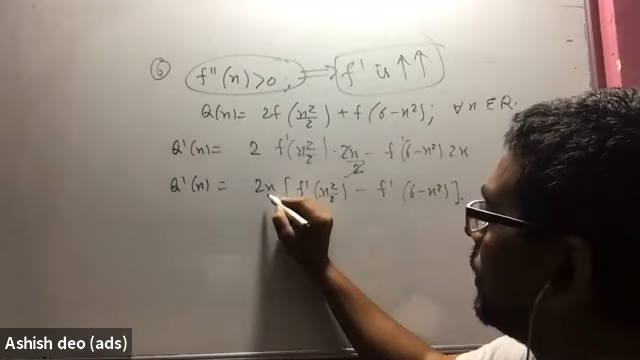 ⑥ f''(x)>0; ⟹ f' is ↑↑
Q(x)= 2f(x²/2) + f(6-x²); ∀ x ∈ R.
Q'(x)= 2 f'(x²/2) · 2x/2 - f'(6-x²) 2x
Q'(x) = 2x [f'(x²/2) - f'(6-x²)].
Ashish deo (ads)